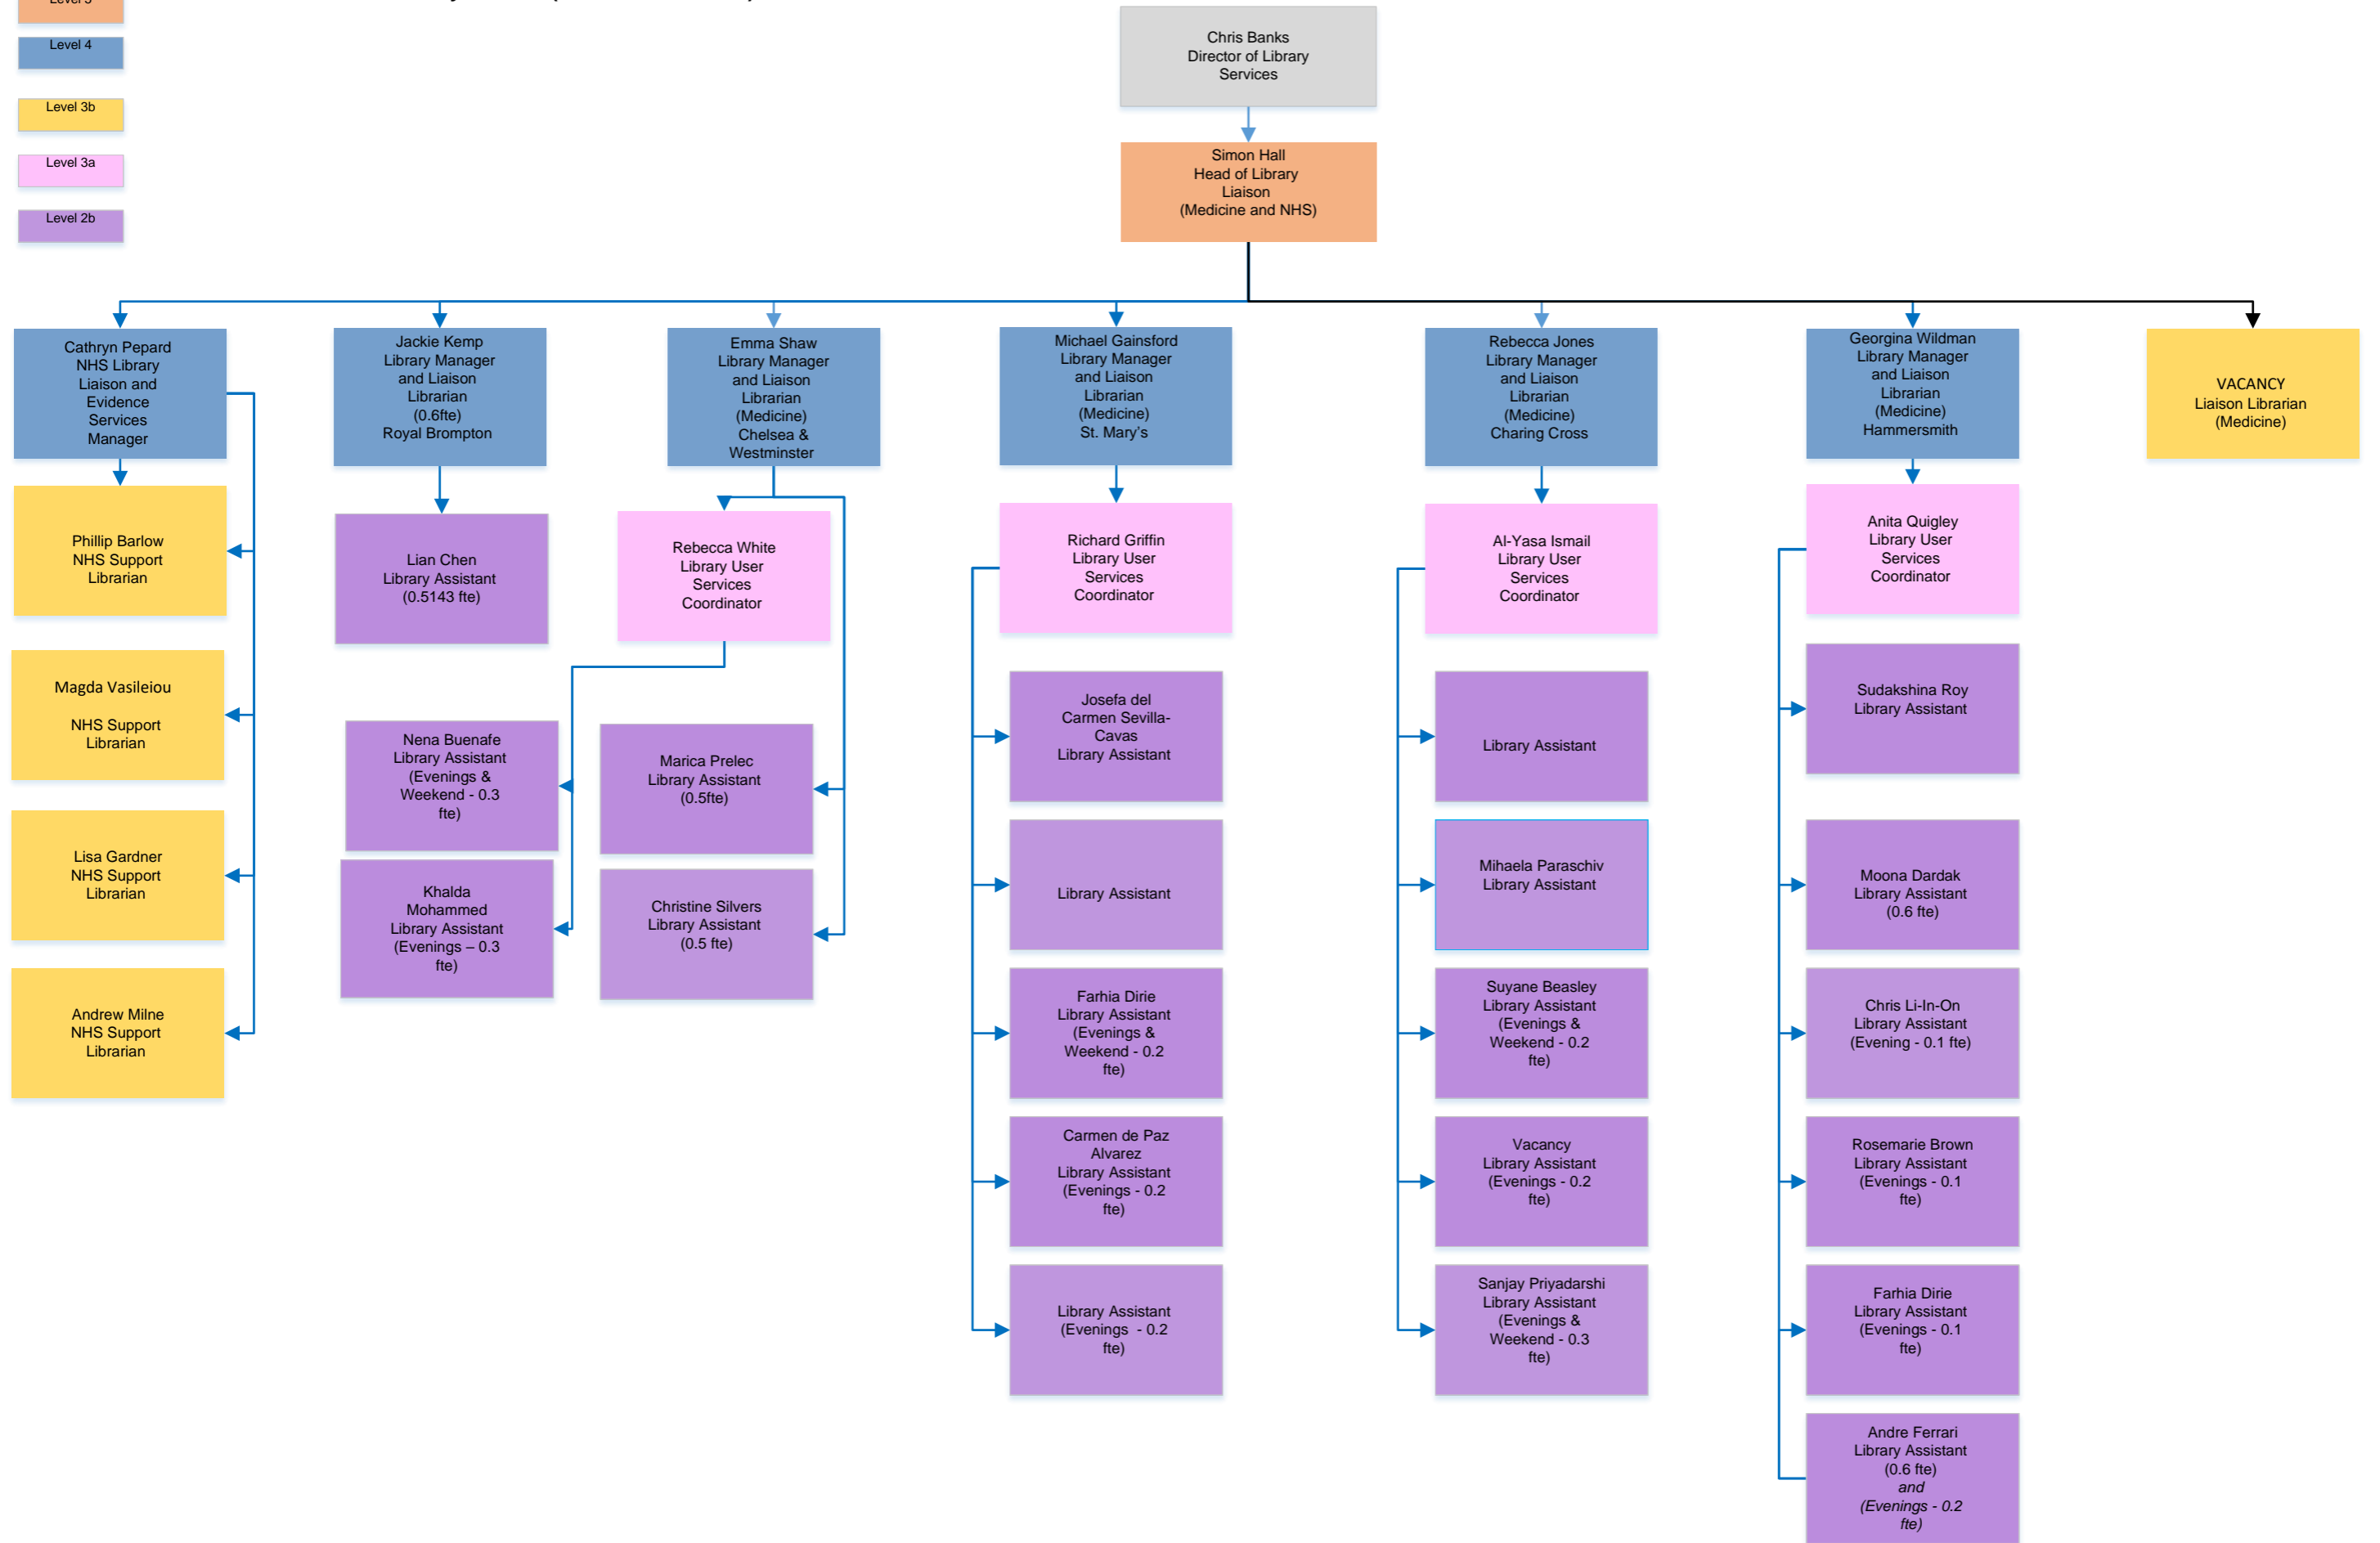 Level 4
Level 3b
Level 3a
Level 2b
Chris Banks
Director of Library
Services
Simon Hall
Head of Library
Liaison
(Medicine and NHS)
Cathryn Pepard
NHS Library
Liaison and
Evidence
Services
Manager
Jackie Kemp
Library Manager
and Liaison
Librarian
(0.6fte)
Royal Brompton
Emma Shaw
Library Manager
and Liaison
Librarian
(Medicine)
Chelsea &
Westminster
Michael Gainsford
Library Manager
and Liaison
Librarian
(Medicine)
St. Mary's
Rebecca Jones
Library Manager
and Liaison
Librarian
(Medicine)
Charing Cross
Georgina Wildman
Library Manager
and Liaison
Librarian
(Medicine)
Hammersmith
VACANCY
Liaison Librarian
(Medicine)
Phillip Barlow
NHS Support
Librarian
Magda Vasileiou
NHS Support
Librarian
Lisa Gardner
NHS Support
Librarian
Andrew Milne
NHS Support
Librarian
Lian Chen
Library Assistant
(0.5143 fte)
Rebecca White
Library User
Services
Coordinator
Nena Buenafe
Library Assistant
(Evenings &
Weekend - 0.3
fte)
Khalda
Mohammed
Library Assistant
(Evenings – 0.3
fte)
Marica Prelec
Library Assistant
(0.5fte)
Christine Silvers
Library Assistant
(0.5 fte)
Richard Griffin
Library User
Services
Coordinator
Josefa del
Carmen Sevilla-
Cavas
Library Assistant
Library Assistant
Farhia Dirie
Library Assistant
(Evenings &
Weekend - 0.2
fte)
Carmen de Paz
Alvarez
Library Assistant
(Evenings - 0.2
fte)
Library Assistant
(Evenings  - 0.2
fte)
Al-Yasa Ismail
Library User
Services
Coordinator
Library Assistant
Mihaela Paraschiv
Library Assistant
Suyane Beasley
Library Assistant
(Evenings &
Weekend - 0.2
fte)
Vacancy
Library Assistant
(Evenings - 0.2
fte)
Sanjay Priyadarshi
Library Assistant
(Evenings &
Weekend - 0.3
fte)
Anita Quigley
Library User
Services
Coordinator
Sudakshina Roy
Library Assistant
Moona Dardak
Library Assistant
(0.6 fte)
Chris Li-In-On
Library Assistant
(Evening - 0.1 fte)
Rosemarie Brown
Library Assistant
(Evenings - 0.1
fte)
Farhia Dirie
Library Assistant
(Evenings - 0.1
fte)
Andre Ferrari
Library Assistant
(0.6 fte)
and
(Evenings - 0.2
fte)